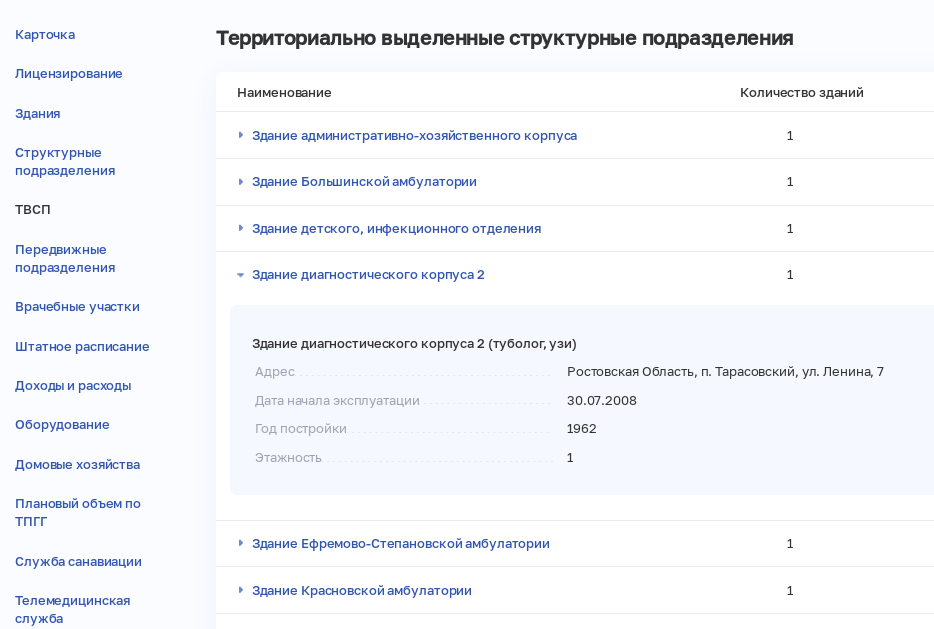 Карточка
Лицензирование
Здания
Структурные
подразделения
ТВСП
Передвижные
подразделения
Врачебные участки
Штатное расписание
Доходы и расходы
Оборудование
Домовые хозяйства
Плановый объем по
ТПГГ
Служба санавиации
Телемедицинская
служба
Территориально выделенные структурные подразделения
Наименование Количество зданий
Здание административно-хозяйственного корпуса 1
Здание Большинской амбулатории 1
Здание детского, инфекционного отделения 1
Здание диагностического корпуса 2 1
Здание диагностического корпуса 2 (туболог, узи)
Адрес Ростовская Область, п. Тарасовский, ул. Ленина, 7
Дата начала эксплуатации 30.07.2008
Год постройки 1962
Этажность 1
Здание Ефремово-Степановской амбулатории 1
Здание Красновской амбулатории 1